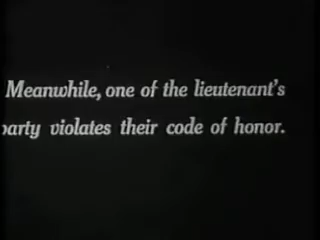 Meanwhile, one of the lieutenant's
party violates their code of honor.